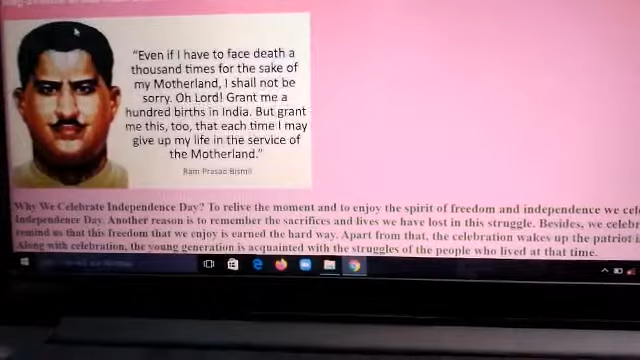 “Even if I have to face death a
thousand times for the sake of
my Motherland, I shall not be
sorry. Oh Lord! Grant me a
hundred births in India. But grant
me this, too, that each time I may
give up my life in the service of
the Motherland.”
Ram Prasad Bismil
Why We Celebrate Independence Day? To relive the moment and to enjoy the spirit of freedom and independence we cel
Independence Day. Another reason is to remember the sacrifices and lives we have lost in this struggle. Besides, we celebr
remind us that this freedom that we enjoy is earned the hard way. Apart from that, the celebration wakes up the patriot i
Along with celebration, the young generation is acquainted with the struggles of the people who lived at that time.